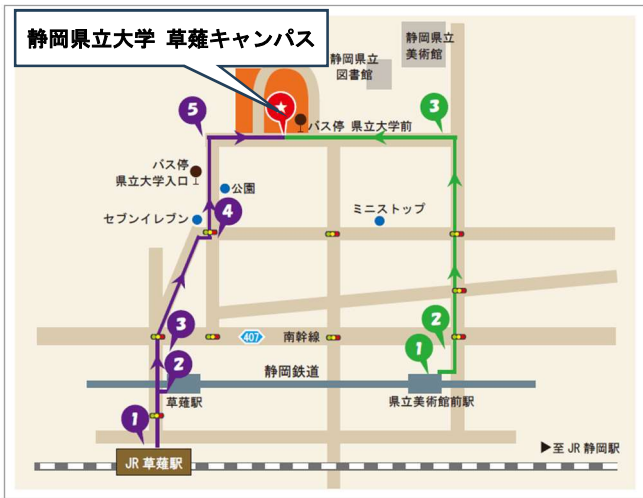 静岡県立大学 草薙キャンパス
静岡県立
美術館
静岡県立
図書館
5
3
バス停 県立大学前
バス停
県立大学入口
公園
セブンイレブン
4
ミニストップ
3
407
南幹線
2
1
2
静岡鉄道
草薙駅
県立美術館前駅
1
JR 草薙駅
▶至 JR 静岡駅